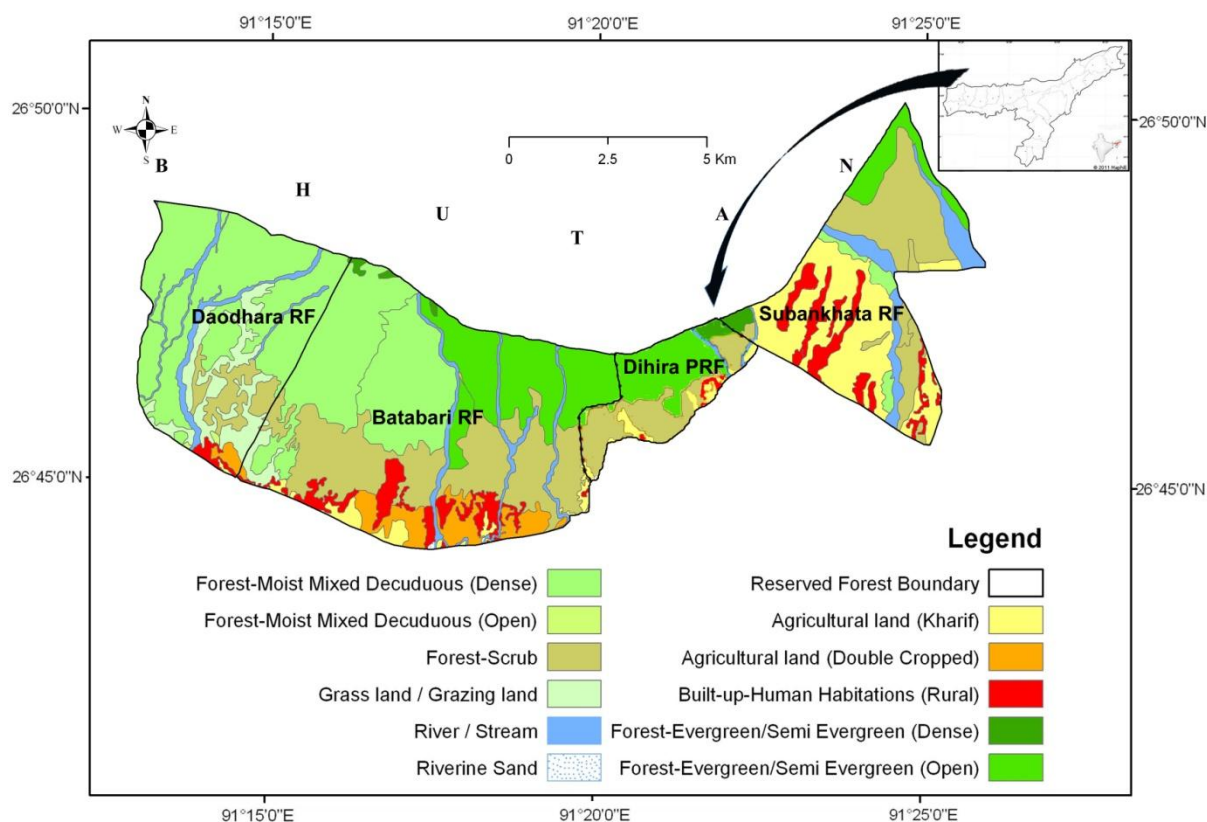 91°15'0"E 91°20'0"E 91°25'0"E
26°50'0"N 26°50'0"N
N
W E
S
0 2.5 5 Km
© 2011 MapHill
B H U T A N
Daodhara RF
Batabari RF
Dihira PRF
Subankhata RF
26°45'0"N 26°45'0"N
Legend
Forest-Moist Mixed Decuduous (Dense)
Forest-Moist Mixed Decuduous (Open)
Forest-Scrub
Grass land / Grazing land
River / Stream
Riverine Sand
Reserved Forest Boundary
Agricultural land (Kharif)
Agricultural land (Double Cropped)
Built-up-Human Habitations (Rural)
Forest-Evergreen/Semi Evergreen (Dense)
Forest-Evergreen/Semi Evergreen (Open)
91°15'0"E 91°20'0"E 91°25'0"E